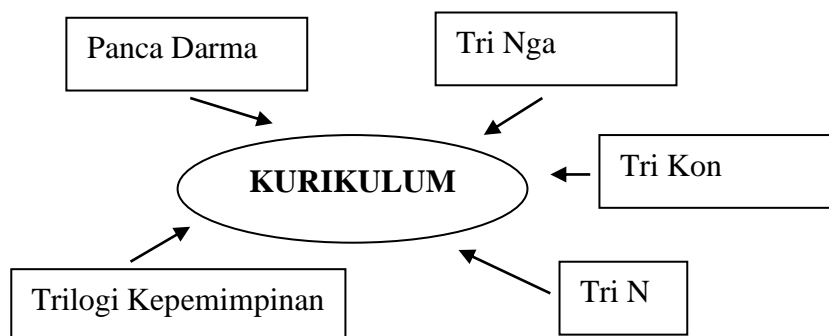 Panca Darma
Tri Nga
KURIKULUM
Tri Kon
Trilogi Kepemimpinan
Tri N